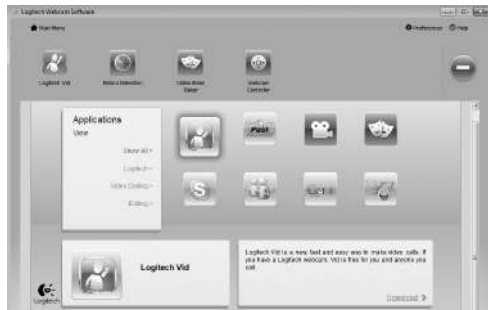 Logitech Webcam Software
Main Menu
Preferences
Help
Logitech Vid
Motion Detection
Video Mask
Maker
Webcam
Controller
Applications
View
Show All >
Logitech >
Video Calling >
Editing >
S
Logitech Vid
Logitech Vid is a new fast and easy way to make video calls. If
you have a Logitech webcam, Vid is free for you and anyone you
call
Download >
Logitech